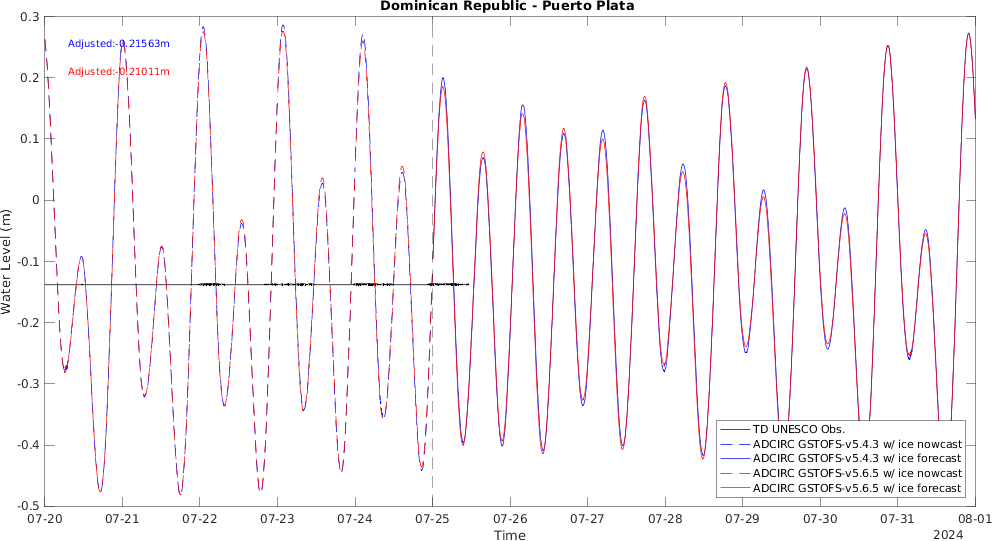 Dominican Republic - Puerto Plata
Adjusted:-0.21563m
Adjusted:-0.21011m
Water Level (m)
0.3
0.2
0.1
0
-0.1
-0.2
-0.3
-0.4
-0.5
TD UNESCO Obs.
ADCIRC GSTOFS-v5.4.3 w/ ice nowcast
ADCIRC GSTOFS-v5.4.3 w/ ice forecast
ADCIRC GSTOFS-v5.6.5 w/ ice nowcast
ADCIRC GSTOFS-v5.6.5 w/ ice forecast
07-20 07-21 07-22 07-23 07-24 07-25 07-26 07-27 07-28 07-29 07-30 07-31 08-01
Time
2024